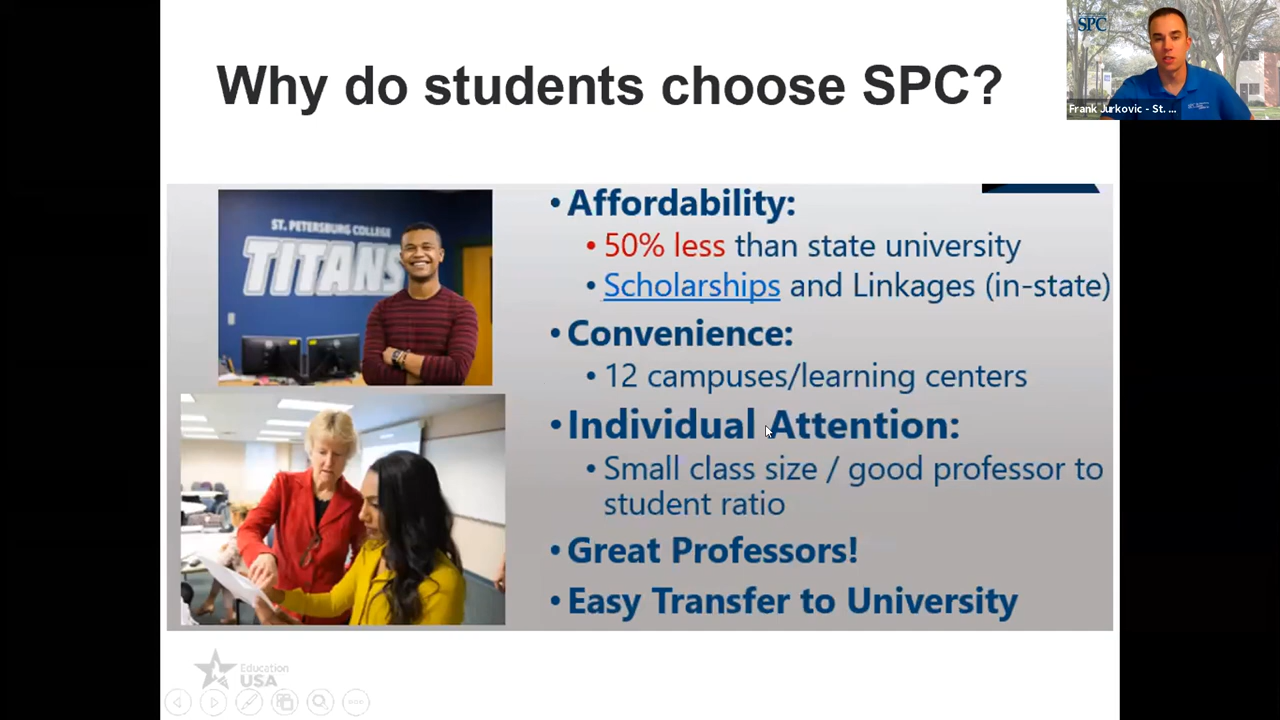 Why do students choose SPC?
SPC
Frank Jurkovic - St. ...
ST. PETERSBURG COLLEGE
TITANS
• Affordability:
• 50% less than state university
• Scholarships and Linkages (in-state)
• Convenience:
• 12 campuses/learning centers
• Individual Attention:
• Small class size / good professor to
student ratio
• Great Professors!
• Easy Transfer to University
Education
USA